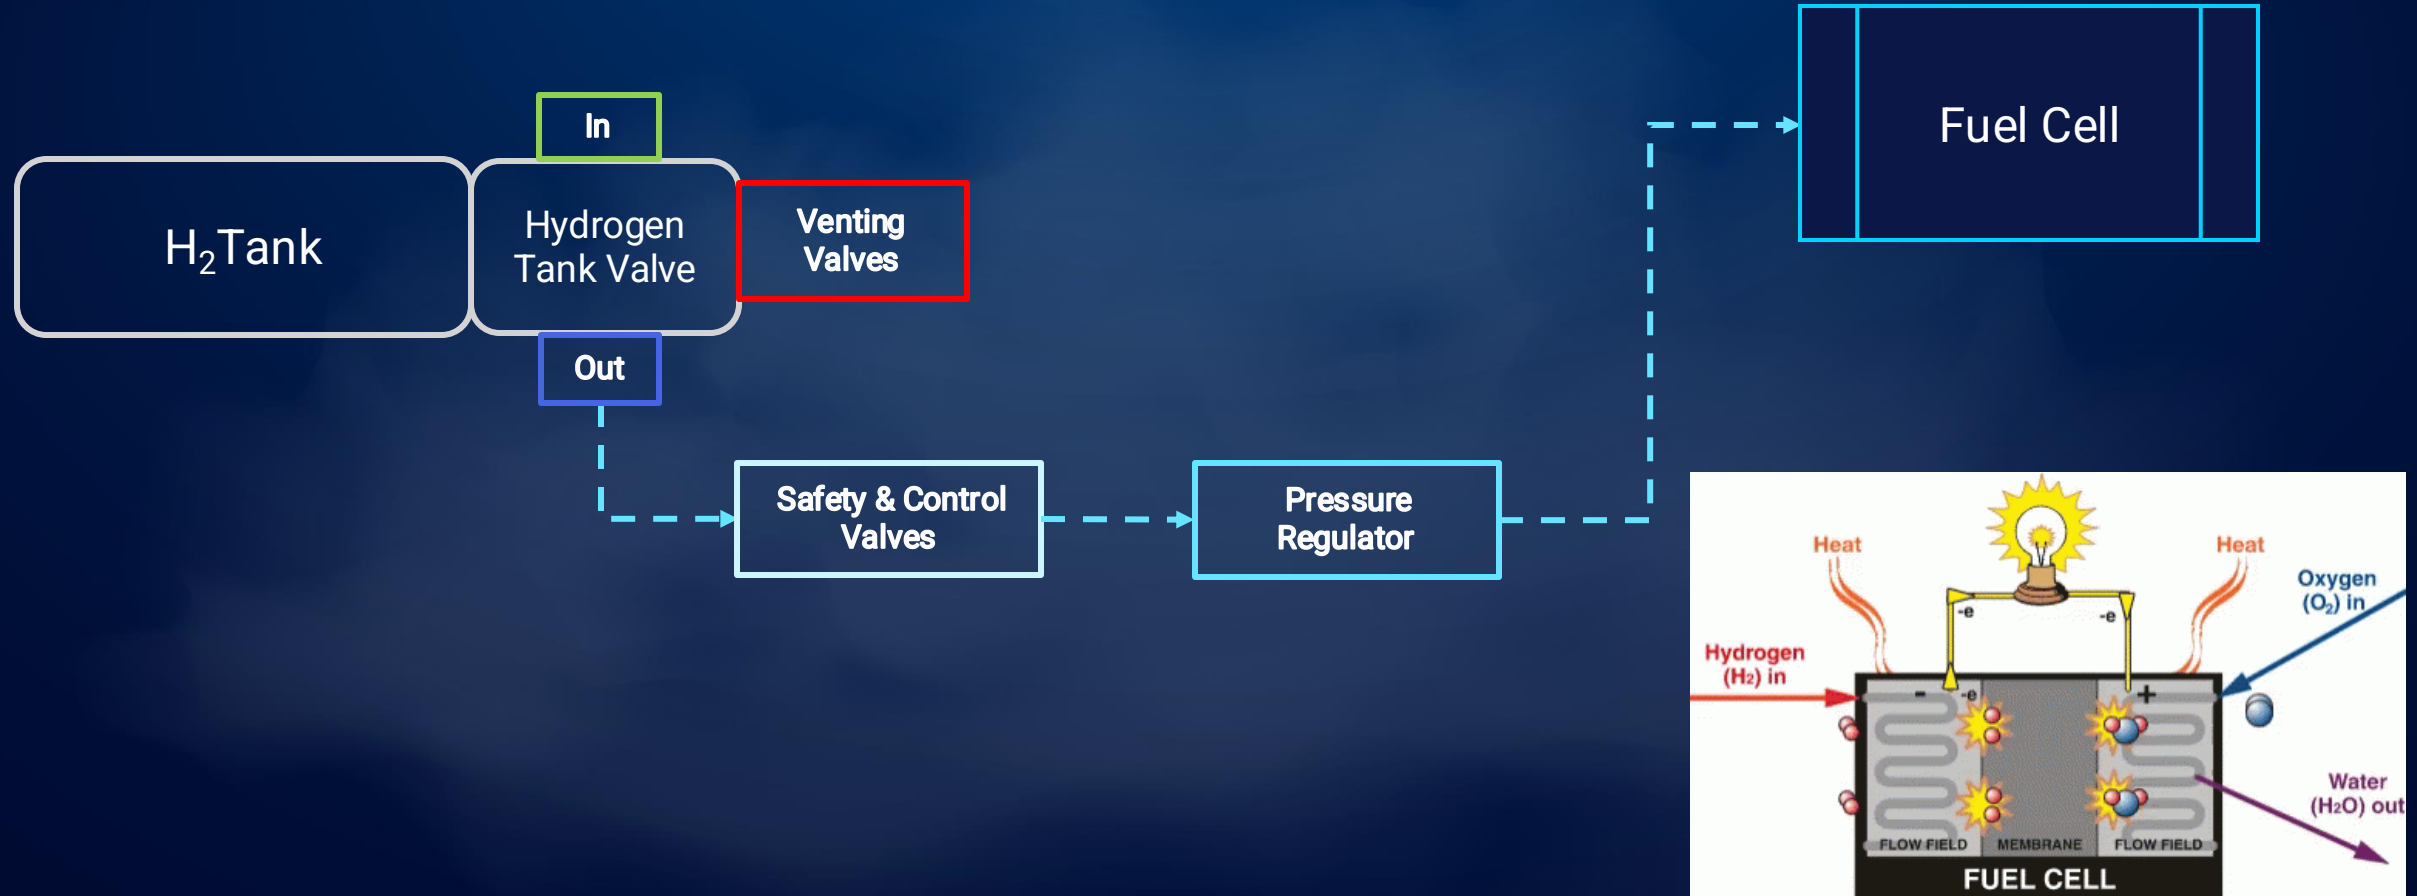 In
H₂Tank
Hydrogen
Tank Valve
Venting
Valves
Out
Safety & Control
Valves
Pressure
Regulator
Fuel Cell
Heat
Heat
Oxygen
(O₂) in
-e
-e
Hydrogen
(H₂) in
-
-e
+
Water
(H₂O) out
FLOW FIELD
MEMBRANE
FLOW FIELD
FUEL CELL